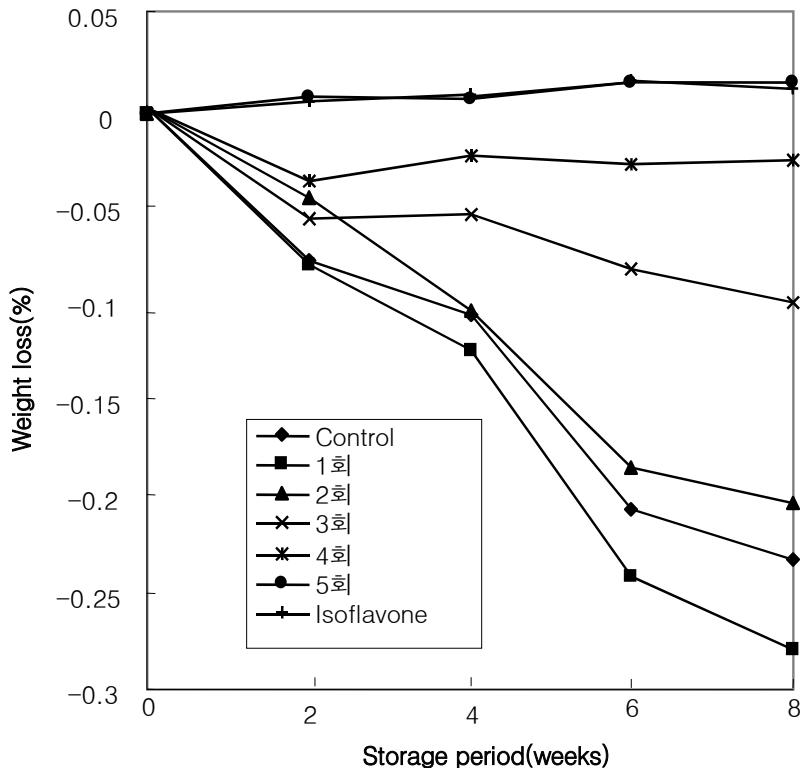 0.05
0
-0.05
-0.1
-0.15
-0.2
-0.25
-0.3
Weight loss(%)
Control
1회
2회
3회
4회
5회
Isoflavone
0 2 4 6 8
Storage period(weeks)